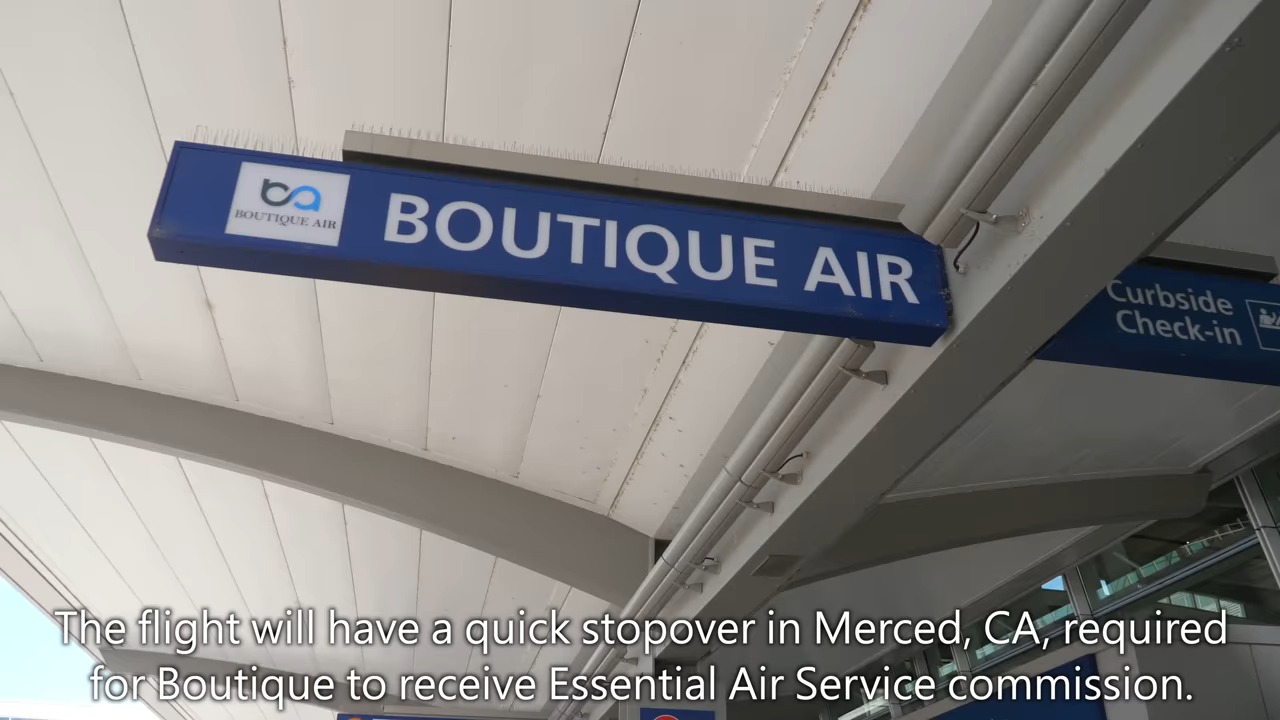 ba
BOUTIQUE AIR
BOUTIQUE AIR
Curbside
Check-in
The flight will have a quick stopover in Merced, CA, required
for Boutique to receive Essential Air Service commission.